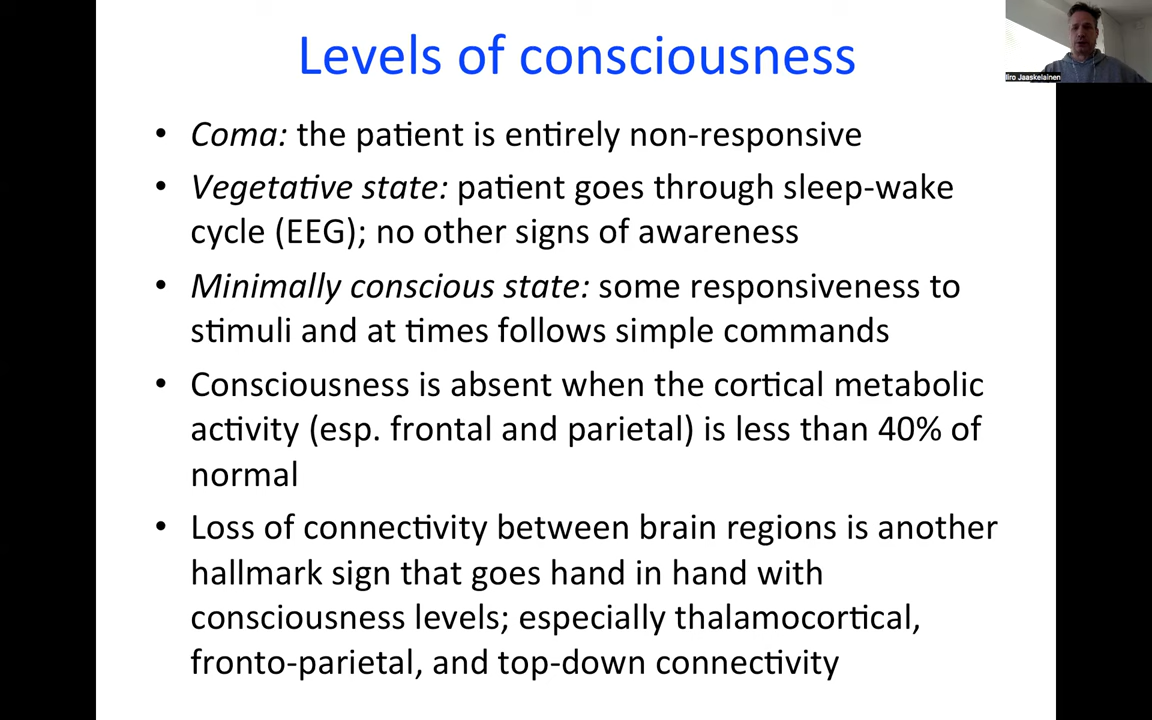 Levels of consciousness
Iiro Jaaskelainen
• Coma: the patient is entirely non-responsive
• Vegetative state: patient goes through sleep-wake
cycle (EEG); no other signs of awareness
• Minimally conscious state: some responsiveness to
stimuli and at times follows simple commands
• Consciousness is absent when the cortical metabolic
activity (esp. frontal and parietal) is less than 40% of
normal
• Loss of connectivity between brain regions is another
hallmark sign that goes hand in hand with
consciousness levels; especially thalamocortical,
fronto-parietal, and top-down connectivity